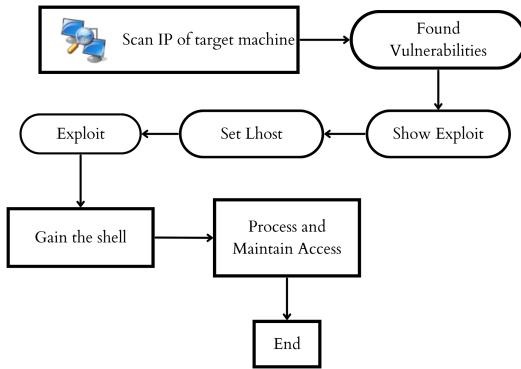 Scan IP of target machine
Found
Vulnerabilities
Show Exploit
Set Lhost
Exploit
Gain the shell
Process and
Maintain Access
End